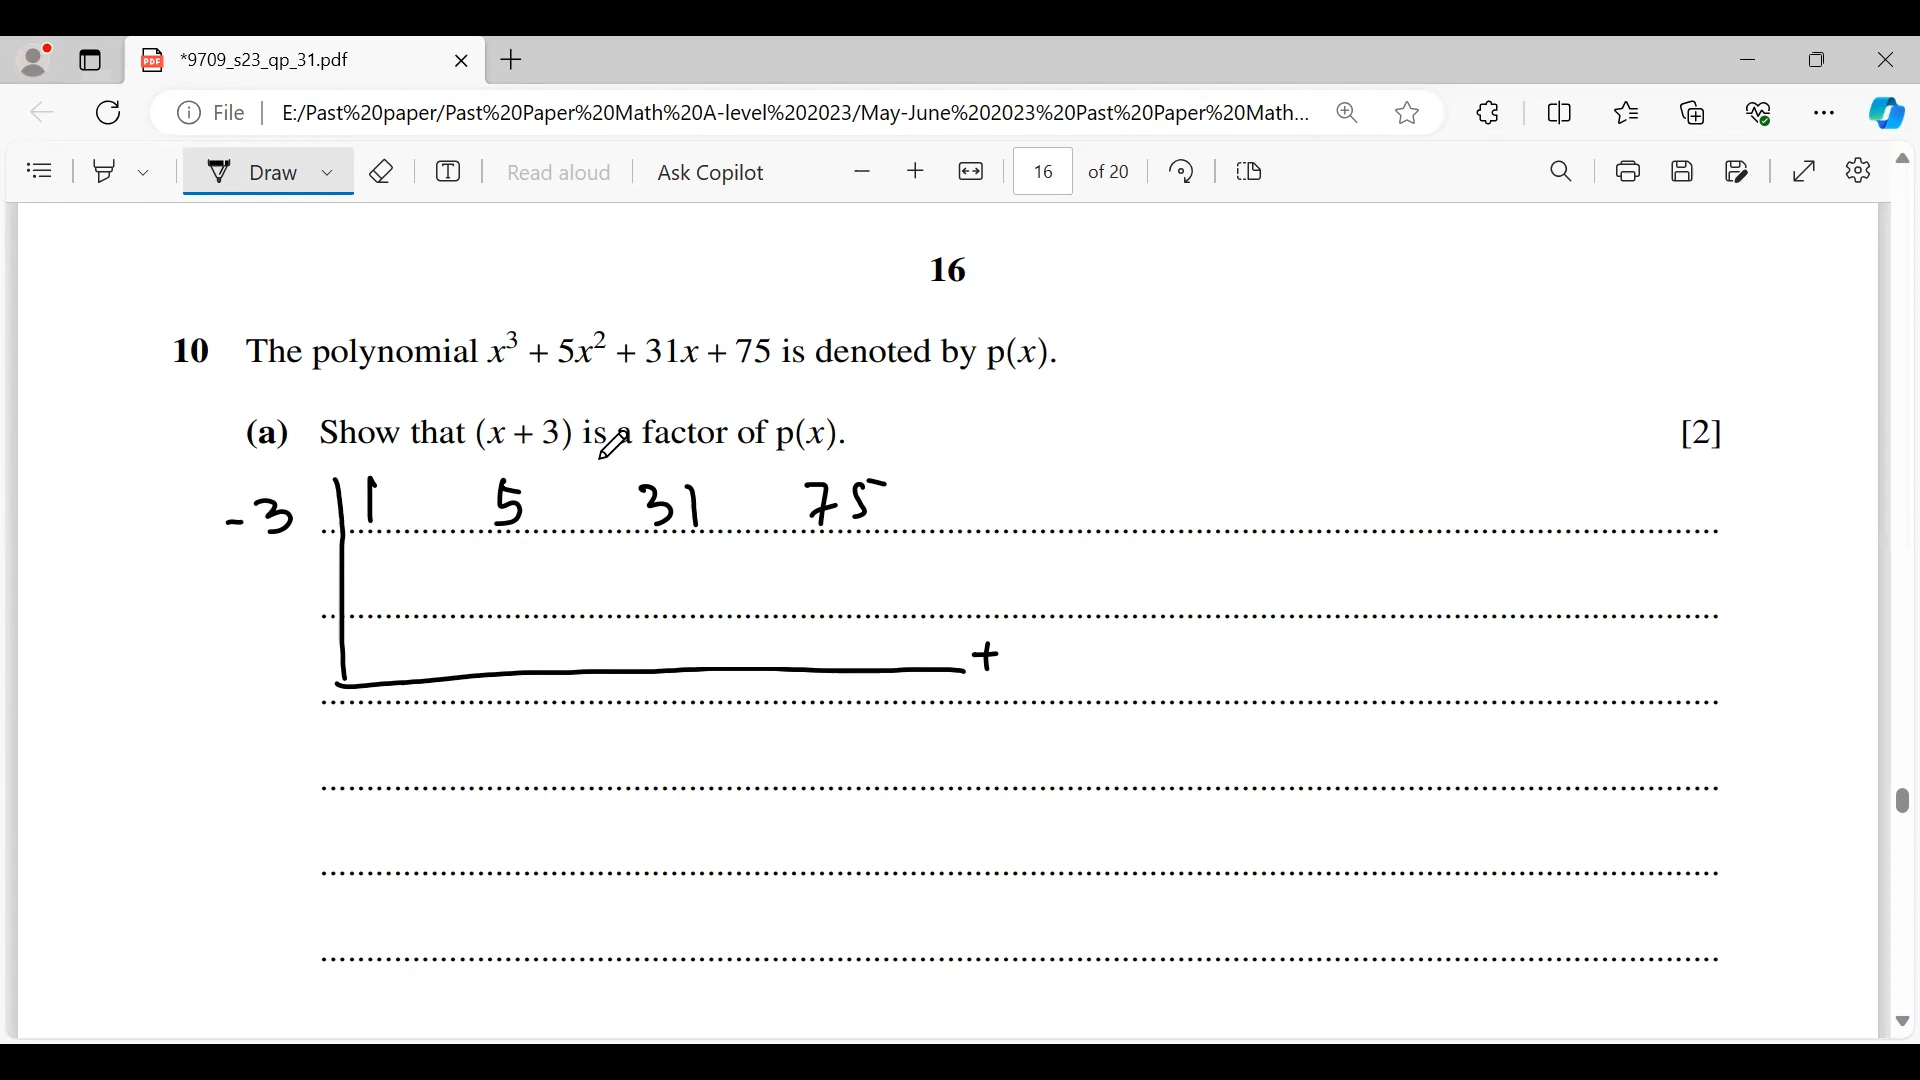 *9709_s23_qp_31.pdf
File
E:/Past%20paper/Past%20Paper%20Math%20A-level%202023/May-June%202023%20Past%20Paper%20Math...
Draw
Read aloud
Ask Copilot
16
of 20
16
10 The polynomial x³ + 5x² + 31x + 75 is denoted by p(x).
(a) Show that (x + 3) is a factor of p(x). [2]
-3 1 5 31 75
+